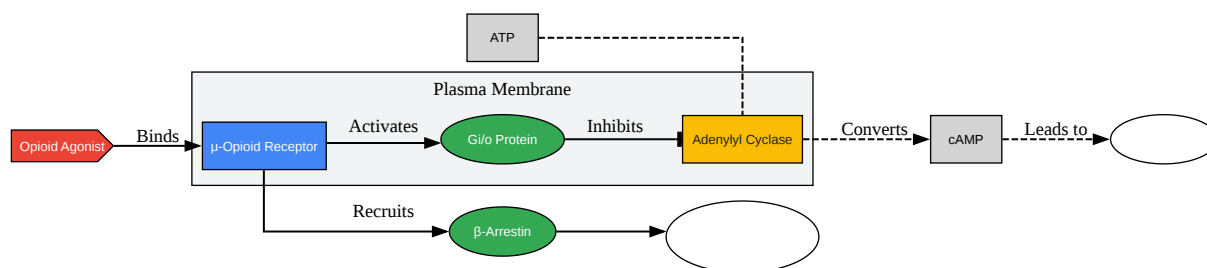 ATP
Plasma Membrane
Opioid Agonist
Binds
μ-Opioid Receptor
Activates
Gi/o Protein
Inhibits
Adenylyl Cyclase
Converts
cAMP
Leads to
Recruits
β-Arrestin